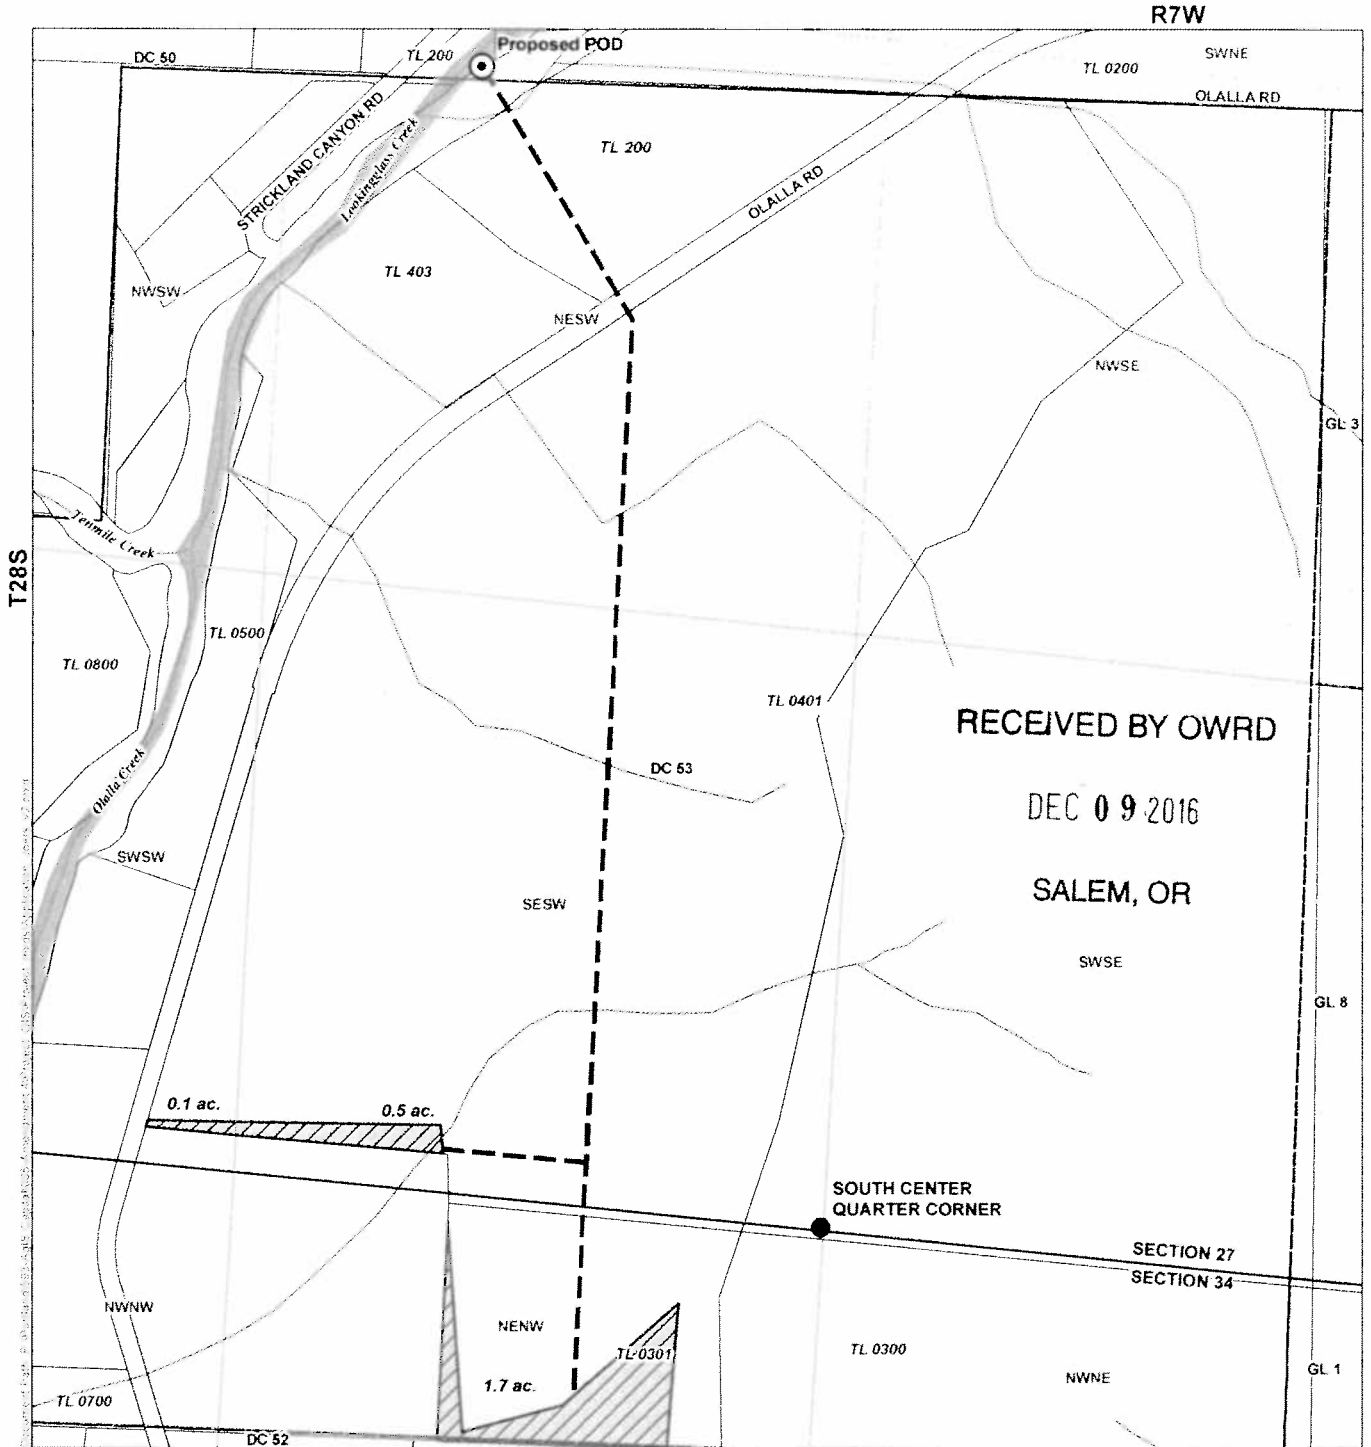 R7W
DC 50
TL 200
Proposed POD
SWNE
TL 0200
OLALLA RD
STRICKLAND CANYON RD
Lookingglass Creek
TL 200
OLALLA RD
TL 403
NWSW
NESW
NWSE
GL 3
T28S
Tenmile Creek
TL 0500
TL 0800
TL 0401
RECEIVED BY OWRD
DC 53
Olalla Creek
DEC 09 2016
SWSW
SALEM, OR
SESW
SWSE
GL 8
0.1 ac.
0.5 ac.
SOUTH CENTER
QUARTER CORNER
SECTION 27
SECTION 34
NWNW
NENW
TL 0301
TL 0300
1.7 ac.
NWNE
GL 1
TL 0700
DC 52